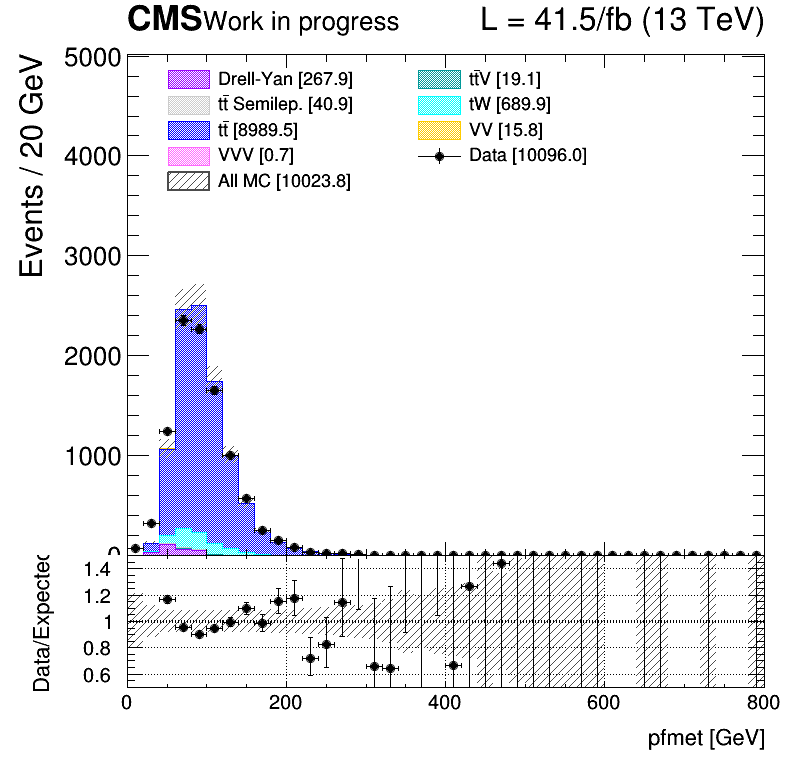 CMS Work in progress L = 41.5/fb (13 TeV)
Events / 20 GeV
5000
4000
3000
2000
1000
0
Drell-Yan [267.9]
tt̄ Semilep. [40.9]
tt̄ [8989.5]
VVV [0.7]
All MC [10023.8]
tt̄V [19.1]
tW [689.9]
VV [15.8]
Data [10096.0]
Data/Expected
1.4
1.2
1
0.8
0.6
0 200 400 600 800
pfmet [GeV]